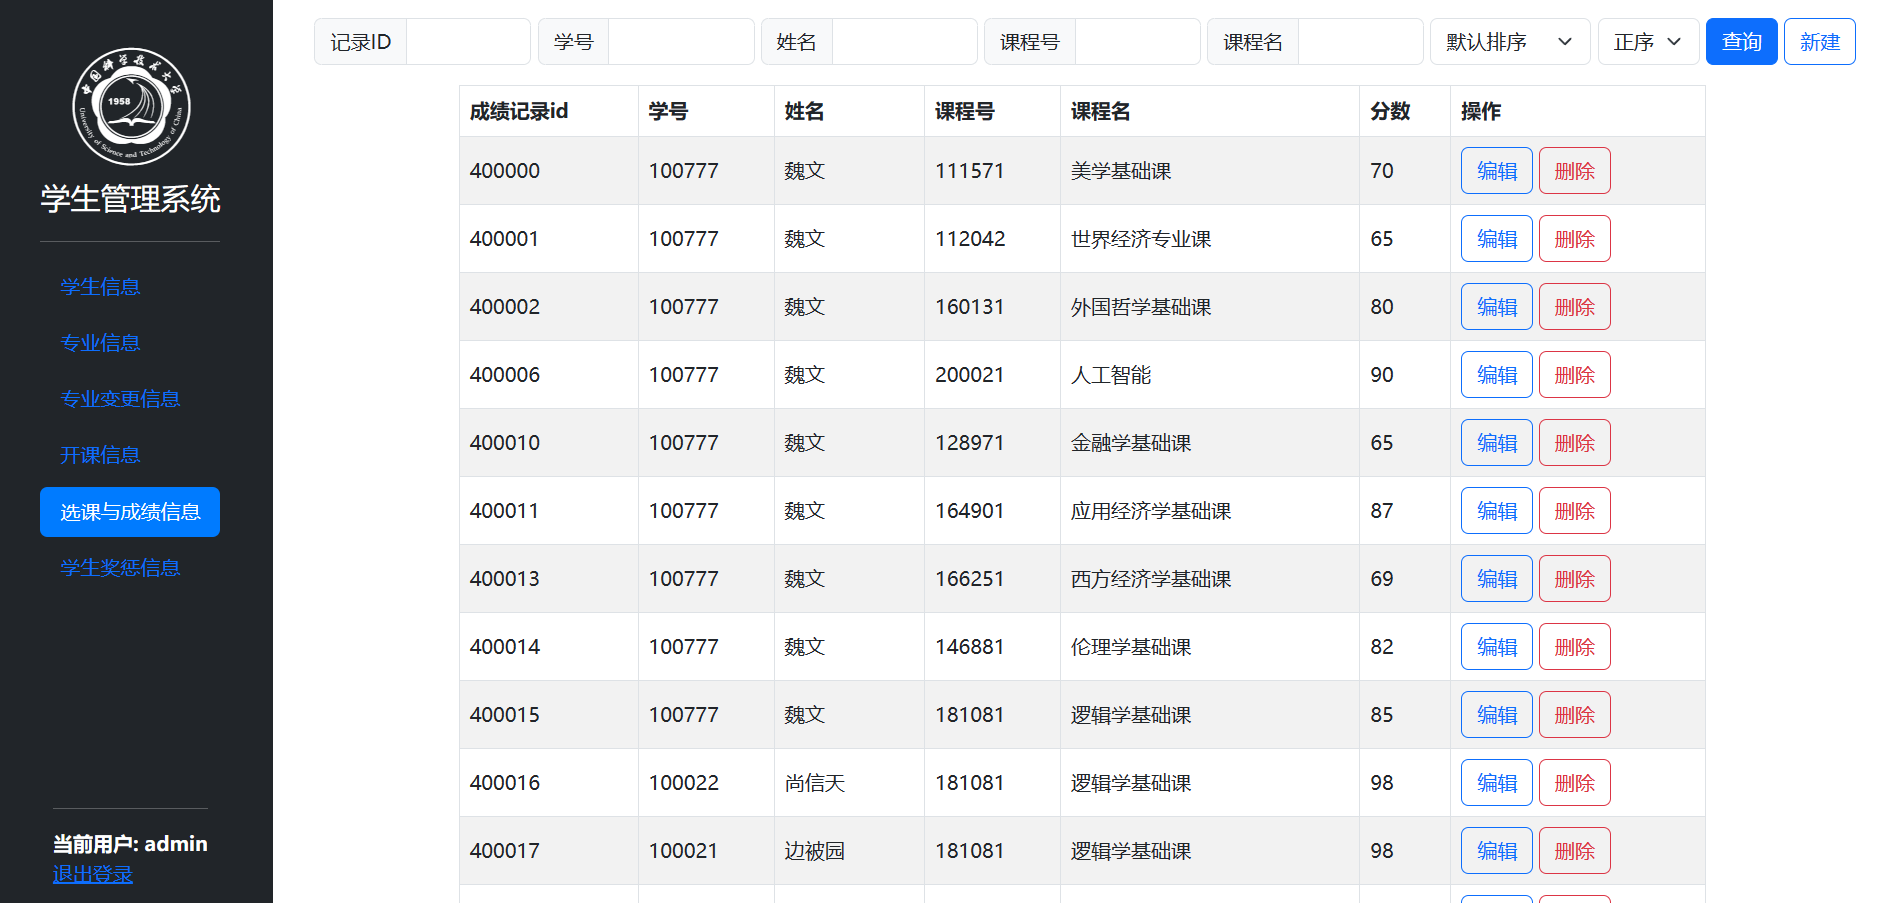 中国科学技术大学
1958
University of Science and Technology of China
学生管理系统
学生信息
专业信息
专业变更信息
开课信息
选课与成绩信息
学生奖惩信息
当前用户: admin
退出登录
记录ID 学号 姓名 课程号 课程名 默认排序 正序 查询 新建
成绩记录id 学号 姓名 课程号 课程名 分数 操作
400000 100777 魏文 111571 美学基础课 70 编辑 删除
400001 100777 魏文 112042 世界经济专业课 65 编辑 删除
400002 100777 魏文 160131 外国哲学基础课 80 编辑 删除
400006 100777 魏文 200021 人工智能 90 编辑 删除
400010 100777 魏文 128971 金融学基础课 65 编辑 删除
400011 100777 魏文 164901 应用经济学基础课 87 编辑 删除
400013 100777 魏文 166251 西方经济学基础课 69 编辑 删除
400014 100777 魏文 146881 伦理学基础课 82 编辑 删除
400015 100777 魏文 181081 逻辑学基础课 85 编辑 删除
400016 100022 尚信天 181081 逻辑学基础课 98 编辑 删除
400017 100021 边被园 181081 逻辑学基础课 98 编辑 删除